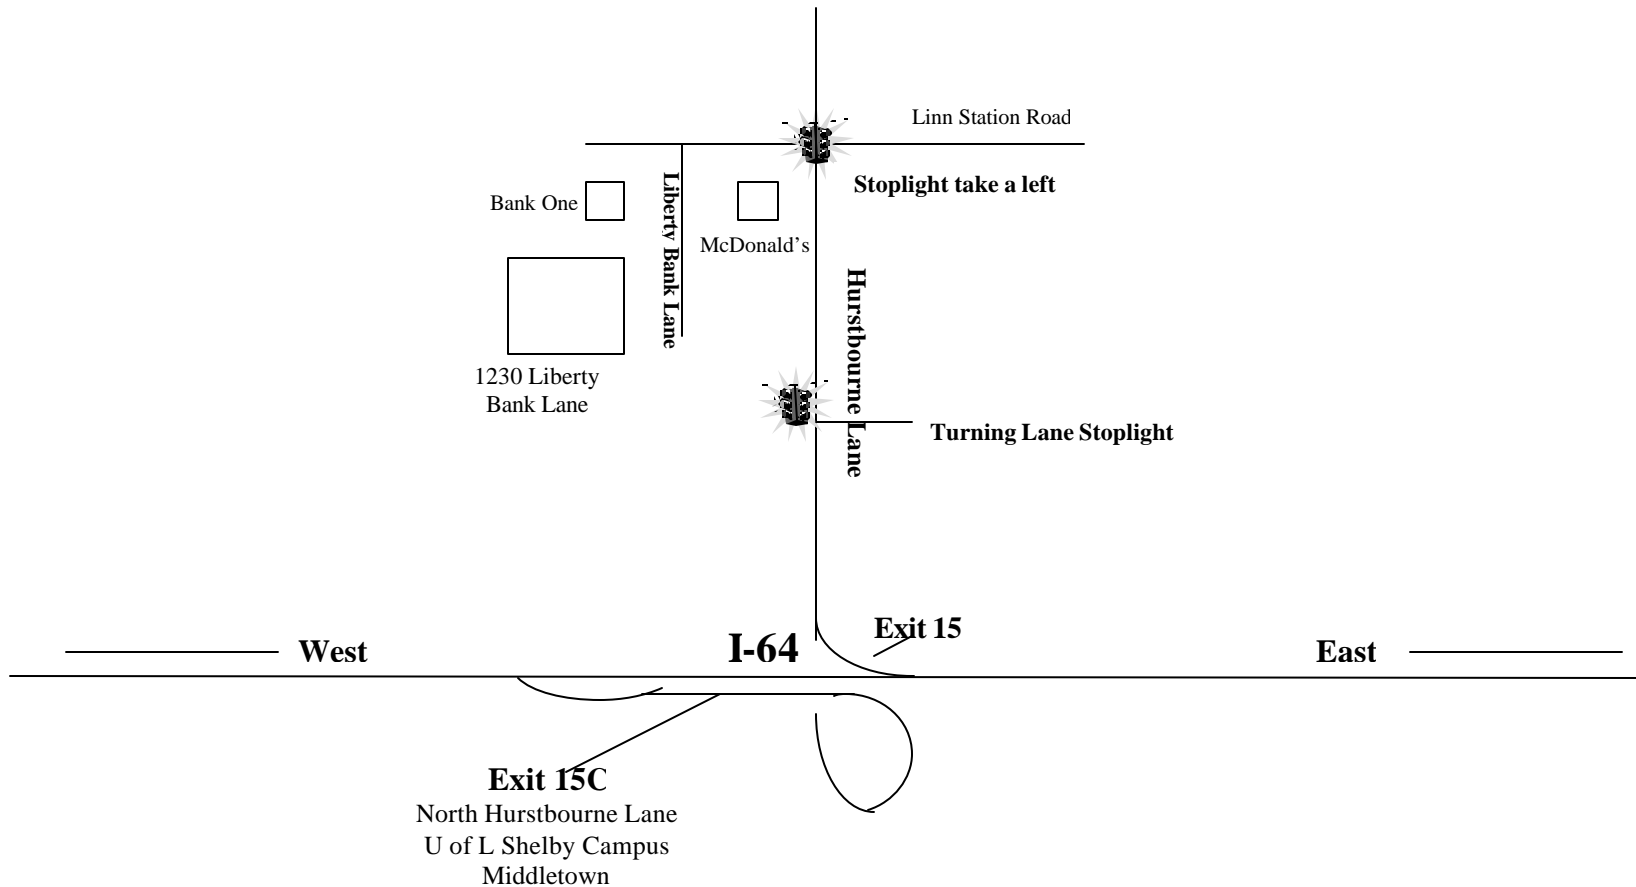 Linn Station Road
Stoplight take a left
Bank One
Liberty Bank Lane
McDonald’s
Hurstbourne Lane
1230 Liberty
Bank Lane
Turning Lane Stoplight
Exit 15
West
I-64
East
Exit 15C
North Hurstbourne Lane
U of L Shelby Campus
Middletown